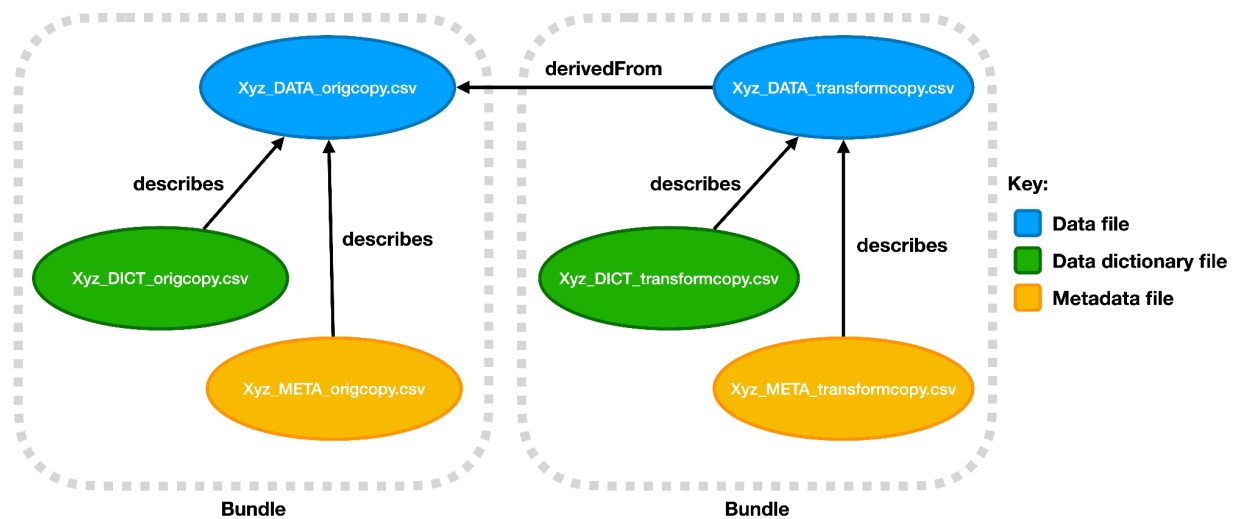 derivedFrom
Xyz_DATA_origcopy.csv
Xyz_DATA_transformcopy.csv
describes
describes
Key:
Data file
describes
describes
Data dictionary file
Xyz_DICT_origcopy.csv
Xyz_DICT_transformcopy.csv
Metadata file
Xyz_META_origcopy.csv
Xyz_META_transformcopy.csv
Bundle
Bundle